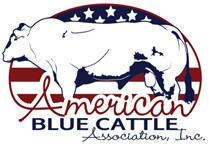 American
BLUE CATTLE
Association, Inc.